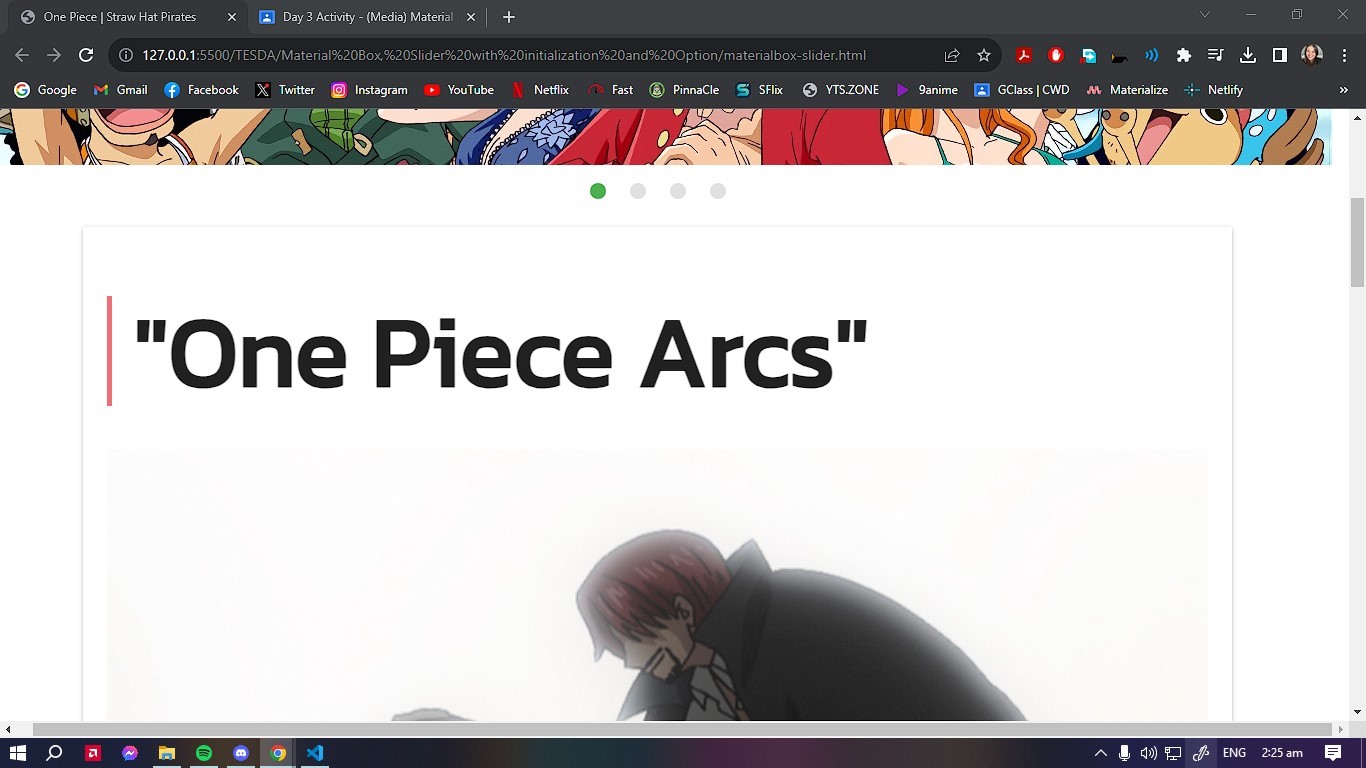 One Piece | Straw Hat Pirates
Day 3 Activity - (Media) Material
127.0.0.1:5500/TESDA/Material%20Box,%20Slider%20with%20initialization%20and%20Option/materialbox-slider.html
Google Gmail Facebook Twitter Instagram YouTube Netflix Fast PinnaCle SFlix YTS.ZONE 9anime GClass | CWD Materialize Netlify »
"One Piece Arcs"
ENG 2:25 am